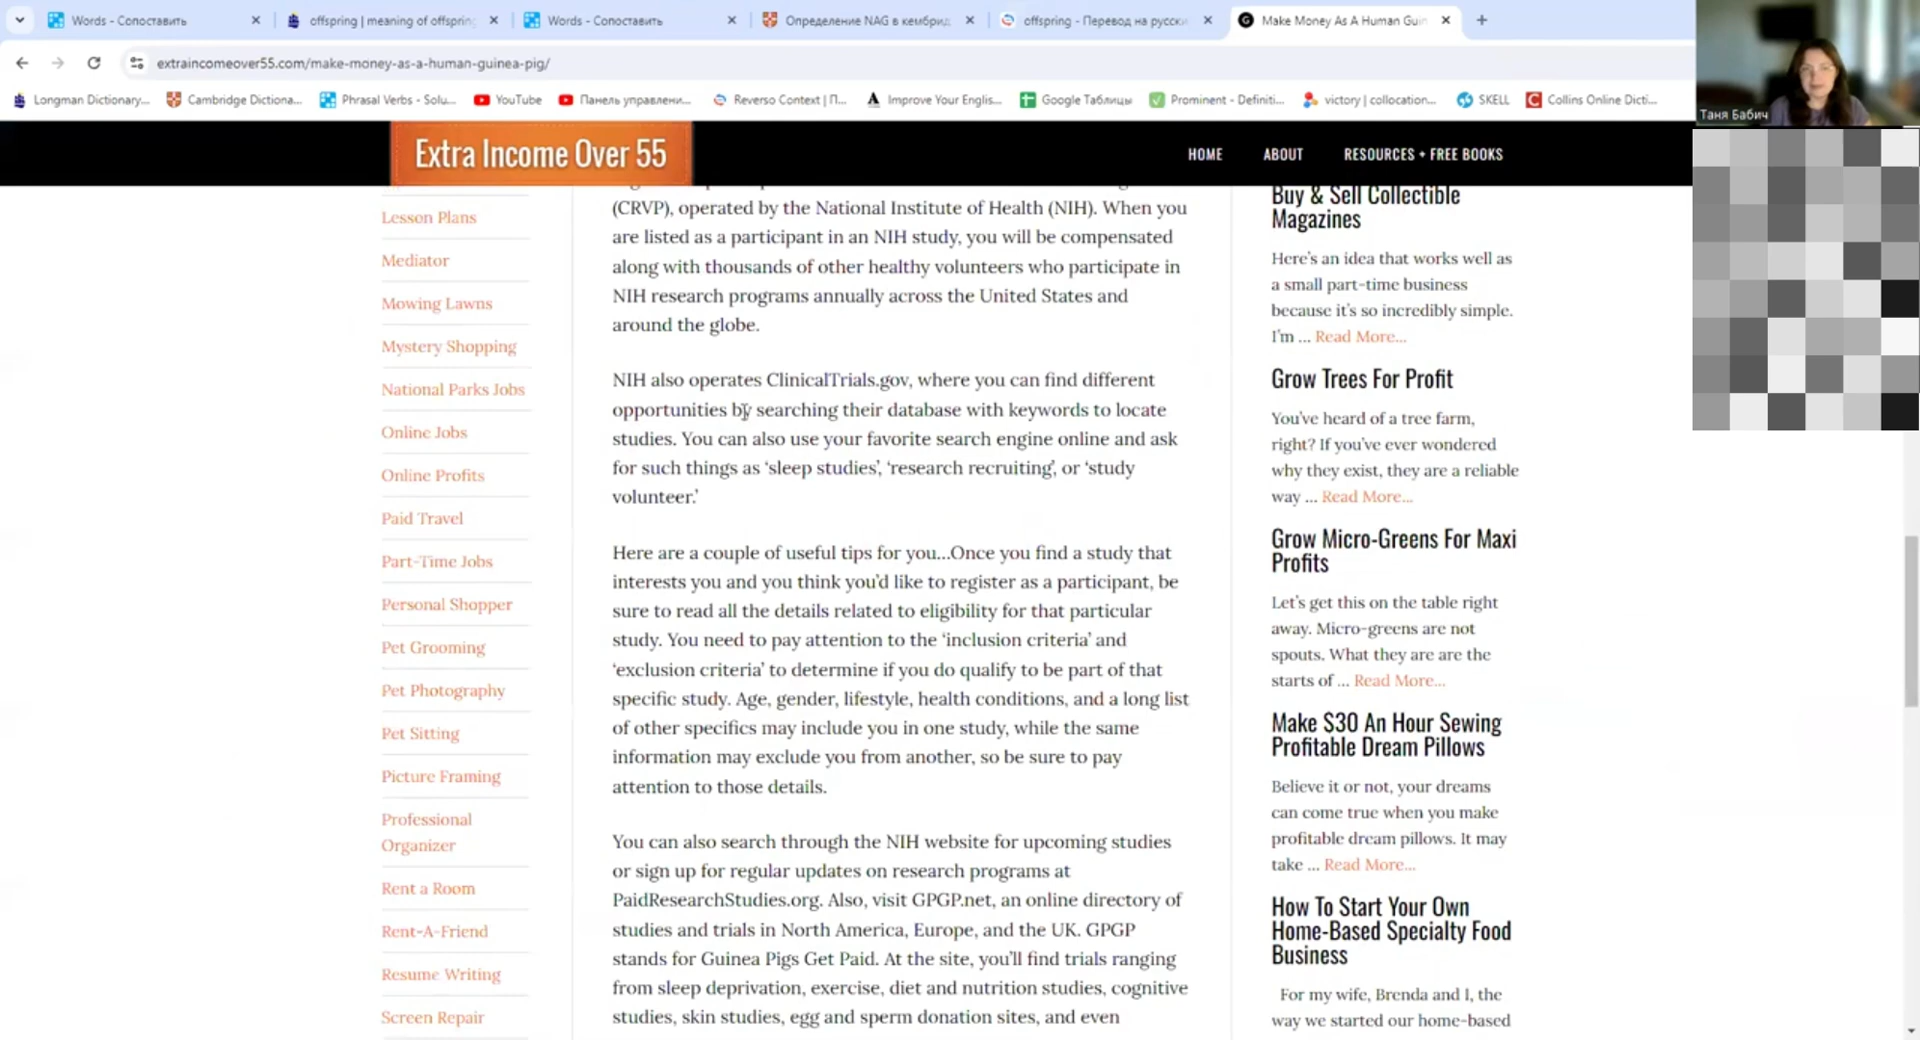 Words - Сопоставить
offspring | meaning of offspring
Words - Сопоставить
Определение NAG в кембрид
offspring - Перевод на русски
Make Money As A Human Guin
extraincomeover55.com/make-money-as-a-human-guinea-pig/
Longman Dictionary...
Cambridge Dictiona...
Phrasal Verbs - Solu...
YouTube
Панель управлени...
Reverso Context | П...
Improve Your Englis...
Google Таблицы
Prominent - Definiti...
victory | collocation...
SKELL
Collins Online Dicti...
Таня Бабич
Extra Income Over 55
HOME
ABOUT
RESOURCES + FREE BOOKS
Lesson Plans
Mediator
Mowing Lawns
Mystery Shopping
National Parks Jobs
Online Jobs
Online Profits
Paid Travel
Part-Time Jobs
Personal Shopper
Pet Grooming
Pet Photography
Pet Sitting
Picture Framing
Professional
Organizer
Rent a Room
Rent-A-Friend
Resume Writing
Screen Repair
(CRVP), operated by the National Institute of Health (NIH). When you
are listed as a participant in an NIH study, you will be compensated
along with thousands of other healthy volunteers who participate in
NIH research programs annually across the United States and
around the globe.
NIH also operates ClinicalTrials.gov, where you can find different
opportunities by searching their database with keywords to locate
studies. You can also use your favorite search engine online and ask
for such things as ‘sleep studies’, ‘research recruiting’, or ‘study
volunteer.’
Here are a couple of useful tips for you…Once you find a study that
interests you and you think you’d like to register as a participant, be
sure to read all the details related to eligibility for that particular
study. You need to pay attention to the ‘inclusion criteria’ and
‘exclusion criteria’ to determine if you do qualify to be part of that
specific study. Age, gender, lifestyle, health conditions, and a long list
of other specifics may include you in one study, while the same
information may exclude you from another, so be sure to pay
attention to those details.
You can also search through the NIH website for upcoming studies
or sign up for regular updates on research programs at
PaidResearchStudies.org. Also, visit GPGP.net, an online directory of
studies and trials in North America, Europe, and the UK. GPGP
stands for Guinea Pigs Get Paid. At the site, you’ll find trials ranging
from sleep deprivation, exercise, diet and nutrition studies, cognitive
studies, skin studies, egg and sperm donation sites, and even
Buy & Sell Collectible
Magazines
Here’s an idea that works well as
a small part-time business
because it’s so incredibly simple.
I’m ... Read More...
Grow Trees For Profit
You’ve heard of a tree farm,
right? If you’ve ever wondered
why they exist, they are a reliable
way ... Read More...
Grow Micro-Greens For Maxi
Profits
Let’s get this on the table right
away. Micro-greens are not
spouts. What they are are the
starts of ... Read More...
Make $30 An Hour Sewing
Profitable Dream Pillows
Believe it or not, your dreams
can come true when you make
profitable dream pillows. It may
take ... Read More...
How To Start Your Own
Home-Based Specialty Food
Business
For my wife, Brenda and I, the
way we started our home-based